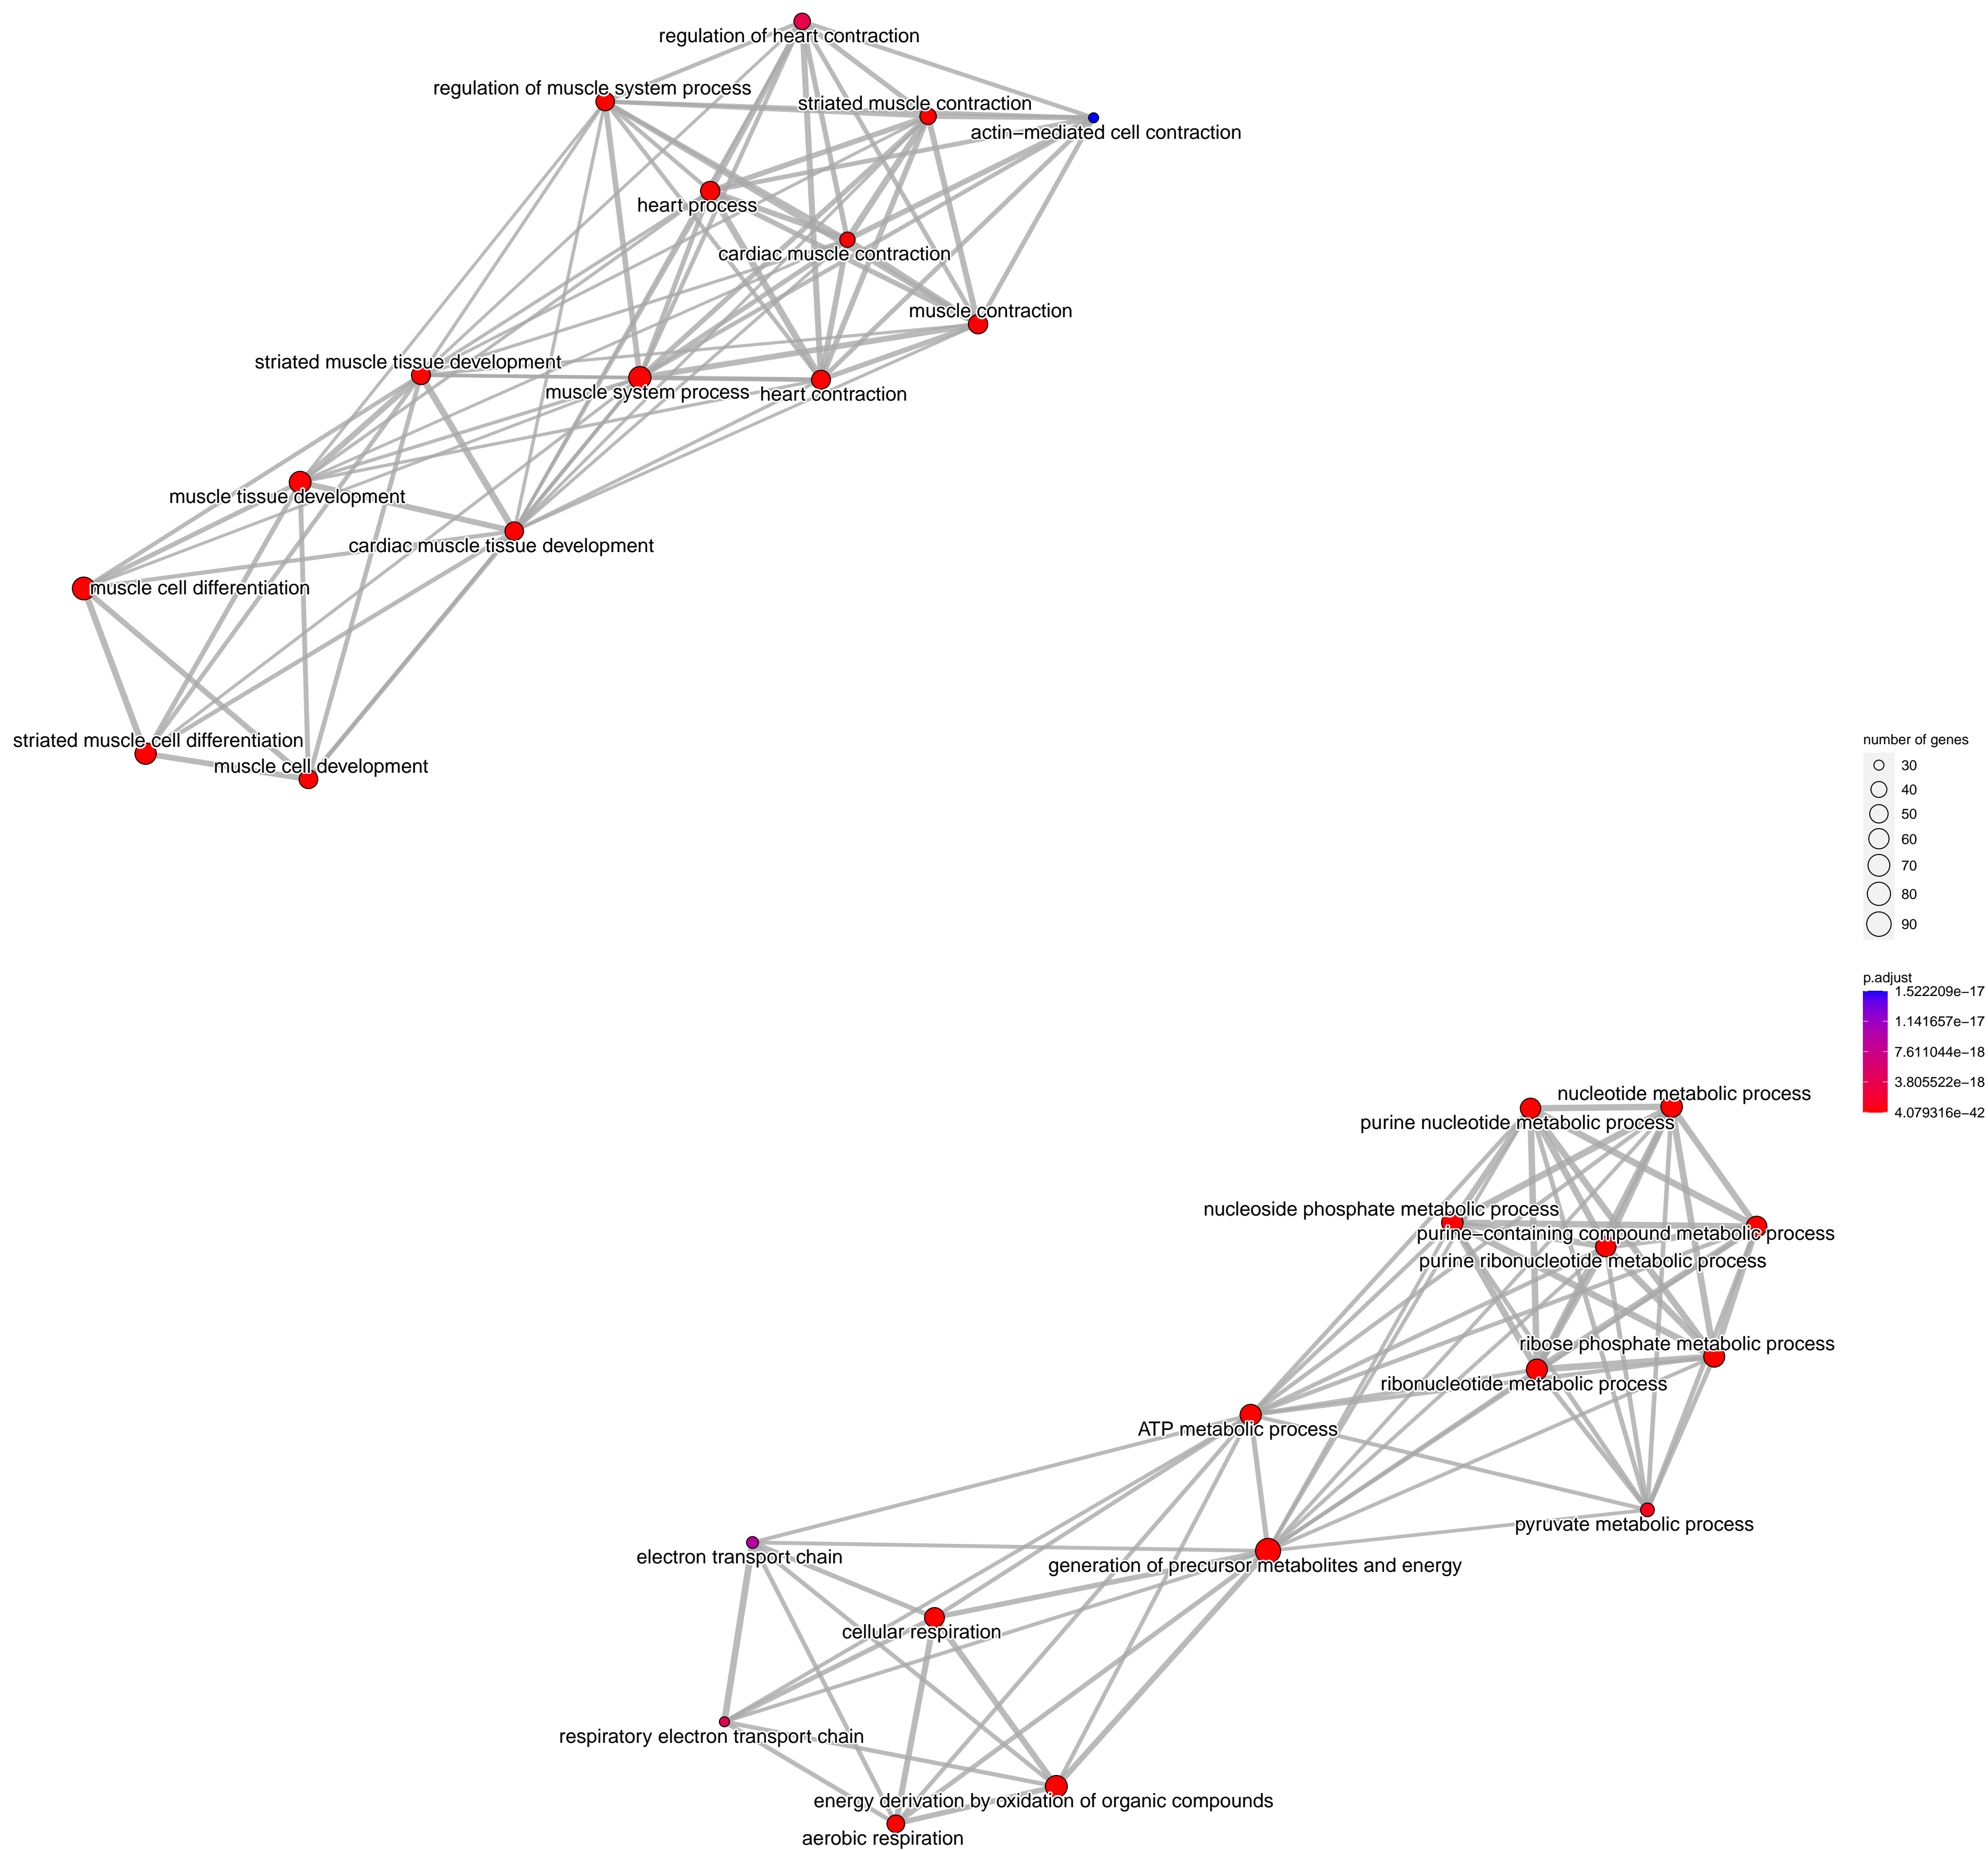 regulation of heart contraction
regulation of muscle system process
striated muscle contraction
actin−mediated cell contraction
heart process
cardiac muscle contraction
muscle contraction
striated muscle tissue development
muscle system process
heart contraction
muscle tissue development
cardiac muscle tissue development
muscle cell differentiation
striated muscle cell differentiation
muscle cell development
number of genes
30
40
50
60
70
80
90
p.adjust
1.522209e−17
1.141657e−17
7.611044e−18
3.805522e−18
4.079316e−42
nucleotide metabolic process
purine nucleotide metabolic process
nucleoside phosphate metabolic process
purine−containing compound metabolic process
purine ribonucleotide metabolic process
ribose phosphate metabolic process
ribonucleotide metabolic process
ATP metabolic process
pyruvate metabolic process
electron transport chain
generation of precursor metabolites and energy
cellular respiration
respiratory electron transport chain
energy derivation by oxidation of organic compounds
aerobic respiration